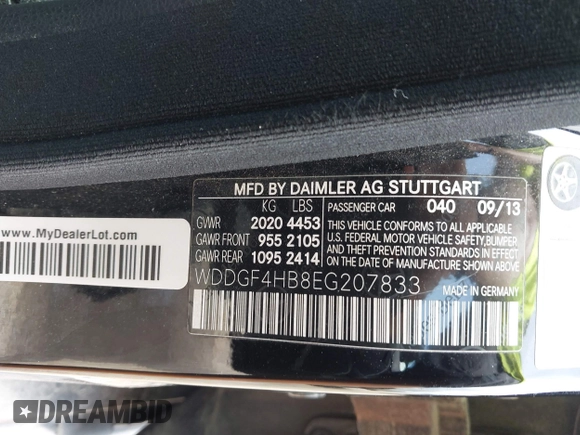 MFD BY DAIMLER AG STUTTGART
KG LBS
GVWR 2020 4453
GAWR FRONT 955 2105
GAWR REAR 1095 2414
PASSENGER CAR 040 09/13
THIS VEHICLE CONFORMS TO ALL APPLICABLE
U.S. FEDERAL MOTOR VEHICLE SAFETY,BUMPER
AND THEFT PREVENTION STANDARDS IN EFFECT
ON THE DATE OF MANUFACTURE SHOWN ABOVE
WDDGF4HB8EG207833
MADE IN GERMANY
www.MyDealerLot.com
DREAMBID